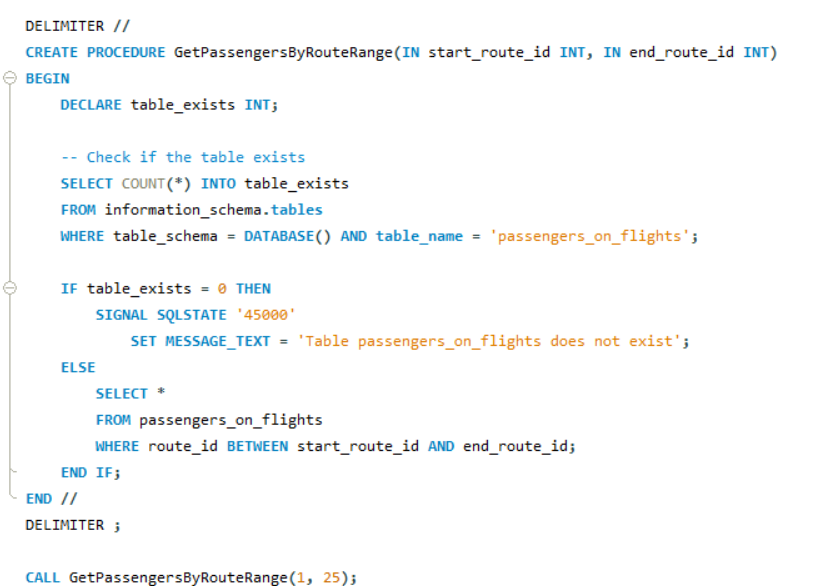 DELIMITER //
CREATE PROCEDURE GetPassengersByRouteRange(IN start_route_id INT, IN end_route_id INT)
BEGIN
    DECLARE table_exists INT;

    -- Check if the table exists
    SELECT COUNT(*) INTO table_exists
    FROM information_schema.tables
    WHERE table_schema = DATABASE() AND table_name = 'passengers_on_flights';

    IF table_exists = 0 THEN
        SIGNAL SQLSTATE '45000'
            SET MESSAGE_TEXT = 'Table passengers_on_flights does not exist';
    ELSE
        SELECT *
        FROM passengers_on_flights
        WHERE route_id BETWEEN start_route_id AND end_route_id;
    END IF;
END //
DELIMITER ;

CALL GetPassengersByRouteRange(1, 25);